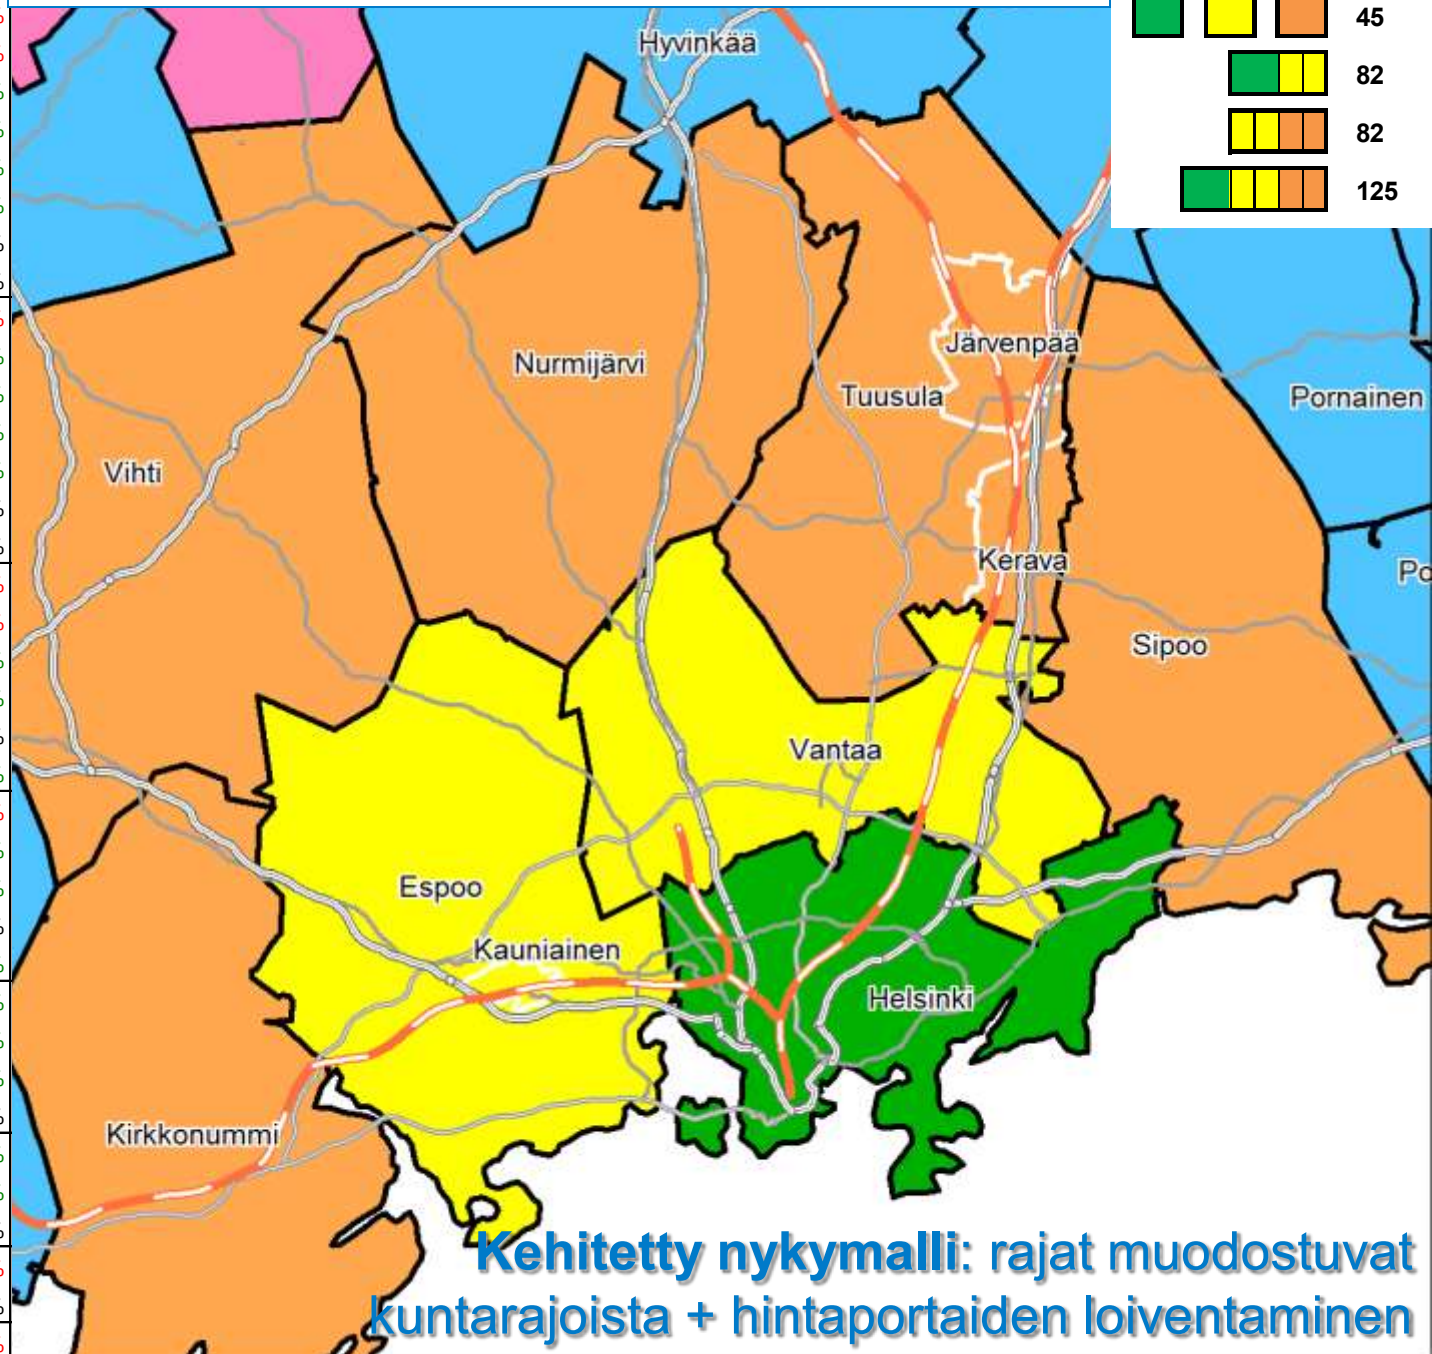 45
82
82
125
Hyvinkää
Järvenpää
Nurmijärvi
Tuusula
Pornainen
Vihti
Kerava
Po
Sipoo
Vantaa
Espoo
Kauniainen
Helsinki
Kirkkonummi
Kehitetty nykymalli: rajat muodostuvat
kuntarajoista + hintaportaiden loiventaminen